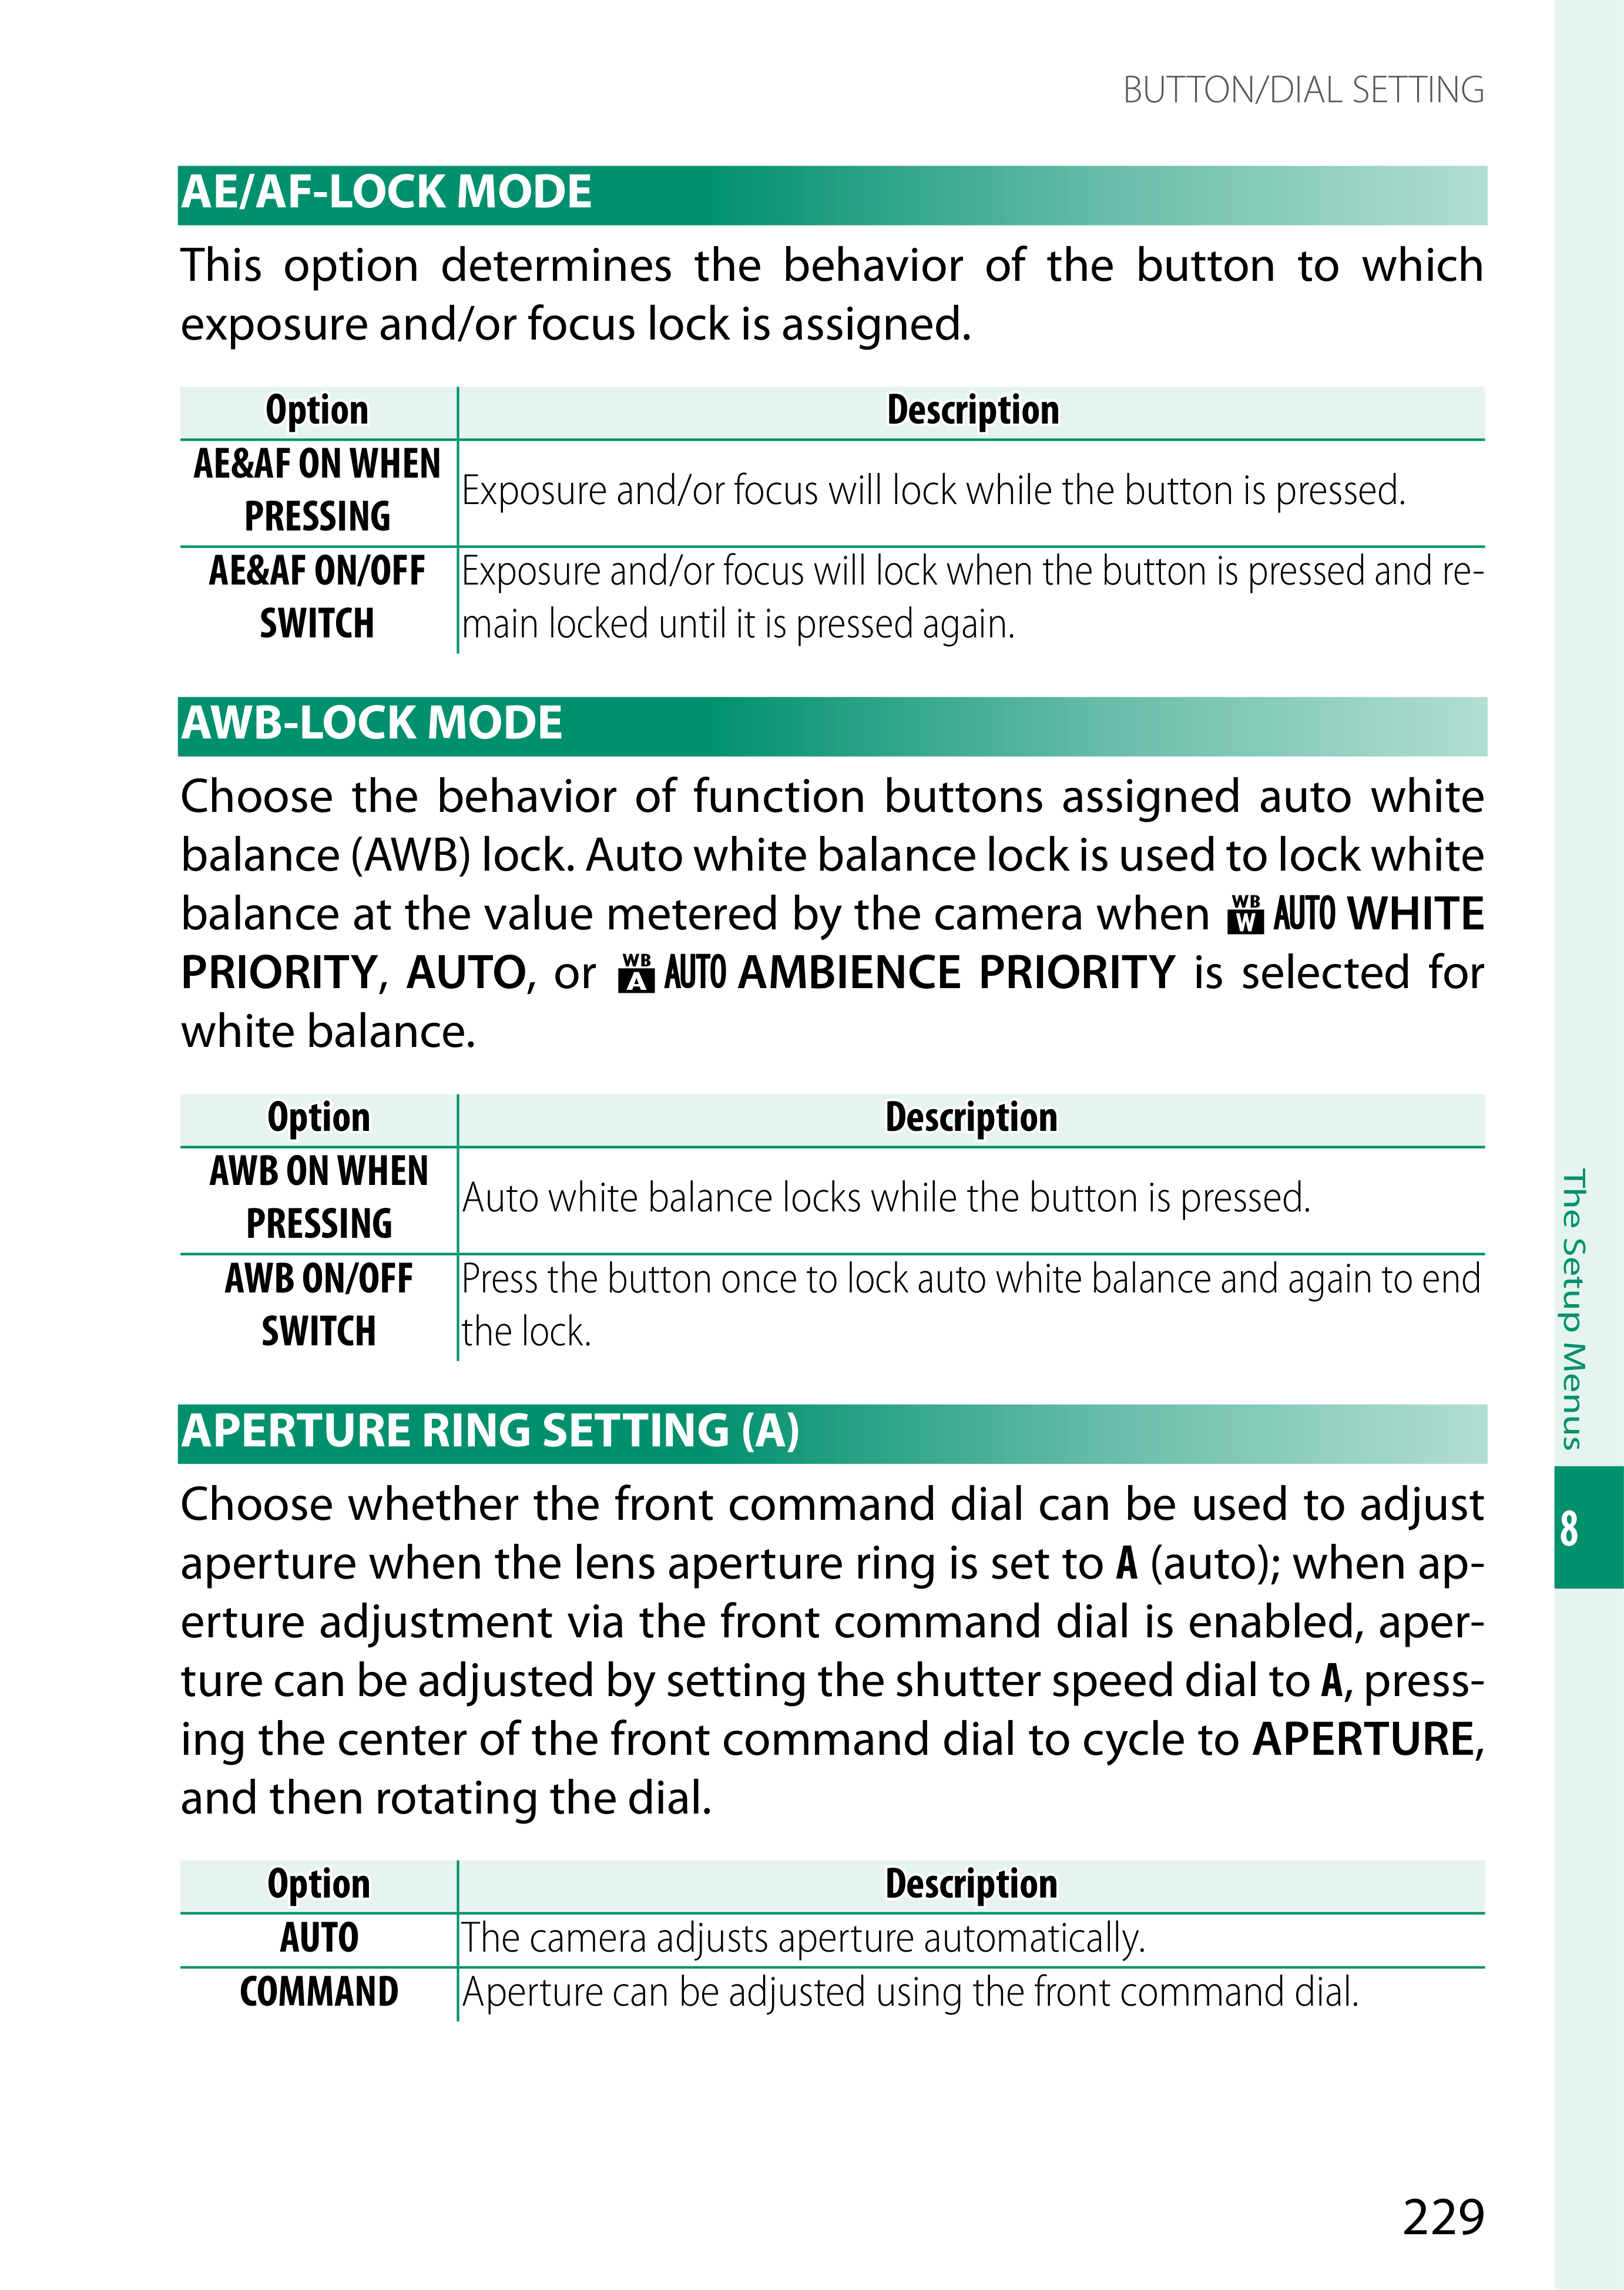 BUTTON/DIAL SETTING
AE/AF-LOCK MODE
This option determines the behavior of the button to which
exposure and/or focus lock is assigned.
Option Description
AE&AF ON WHEN
PRESSING
Exposure and/or focus will lock while the button is pressed.
AE&AF ON/OFF
SWITCH
Exposure and/or focus will lock when the button is pressed and re-
main locked until it is pressed again.
AWB-LOCK MODE
Choose the behavior of function buttons assigned auto white
balance (AWB) lock. Auto white balance lock is used to lock white
balance at the value metered by the camera when WB W AUTO WHITE
PRIORITY, AUTO, or WB A AUTO AMBIENCE PRIORITY is selected for
white balance.
Option Description
AWB ON WHEN
PRESSING
Auto white balance locks while the button is pressed.
AWB ON/OFF
SWITCH
Press the button once to lock auto white balance and again to end
the lock.
APERTURE RING SETTING (A)
Choose whether the front command dial can be used to adjust
aperture when the lens aperture ring is set to A (auto); when ap-
erture adjustment via the front command dial is enabled, aper-
ture can be adjusted by setting the shutter speed dial to A, press-
ing the center of the front command dial to cycle to APERTURE,
and then rotating the dial.
Option Description
AUTO The camera adjusts aperture automatically.
COMMAND Aperture can be adjusted using the front command dial.
The Setup Menus
8
229